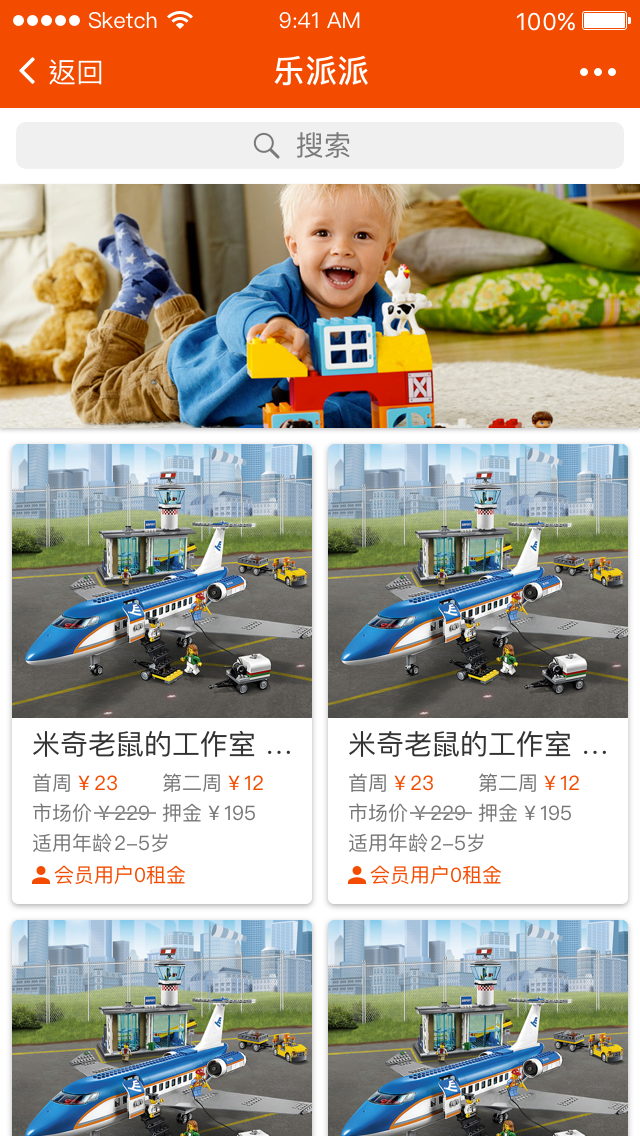 Sketch 9:41 AM 100%
返回 乐派派
搜索
米奇老鼠的工作室 ... 米奇老鼠的工作室 ...
首周 ¥23 第二周 ¥12 首周 ¥23 第二周 ¥12
市场价 ¥229 押金 ¥195 市场价 ¥229 押金 ¥195
适用年龄2–5岁 适用年龄2–5岁
会员用户0租金 会员用户0租金